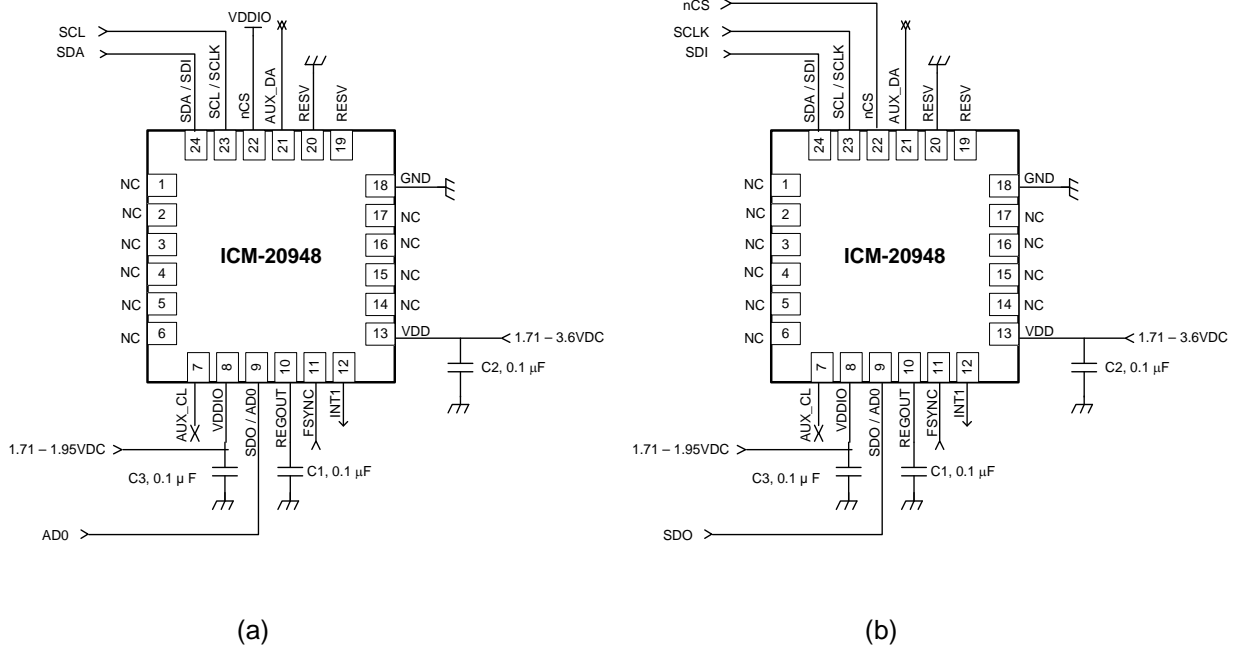 SCL
SDA
VDDIO
SDA / SDI
SCL / SCLK
nCS
AUX_DA
RESV
RESV
24
23
22
21
20
19
NC 1
NC 2
NC 3
NC 4
NC 5
NC 6
ICM-20948
18 GND
17 NC
16 NC
15 NC
14 NC
13 VDD
1.71 – 3.6VDC
C2, 0.1 μF
7
8
9
10
11
12
AUX_CL
VDDIO
SDO / AD0
REGOUT
FSYNC
INT1
1.71 – 1.95VDC
C3, 0.1 μ F
C1, 0.1 μF
AD0
(a)
nCS
SCLK
SDI
SDA / SDI
SCL / SCLK
nCS
AUX_DA
RESV
RESV
24
23
22
21
20
19
NC 1
NC 2
NC 3
NC 4
NC 5
NC 6
ICM-20948
18 GND
17 NC
16 NC
15 NC
14 NC
13 VDD
1.71 – 3.6VDC
C2, 0.1 μF
7
8
9
10
11
12
AUX_CL
VDDIO
SDO / AD0
REGOUT
FSYNC
INT1
1.71 – 1.95VDC
C3, 0.1 μ F
C1, 0.1 μF
SDO
(b)